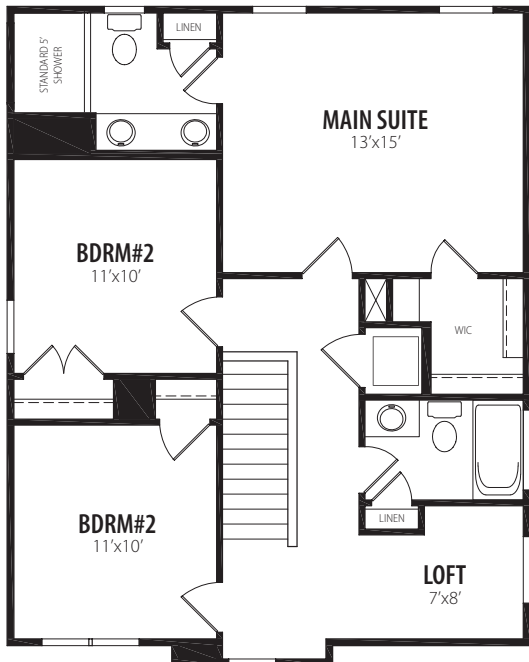 LINEN
STANDARD 5'
SHOWER
MAIN SUITE
13'x15'
BDRM#2
11'x10'
WIC
LINEN
BDRM#2
11'x10'
LOFT
7'x8'